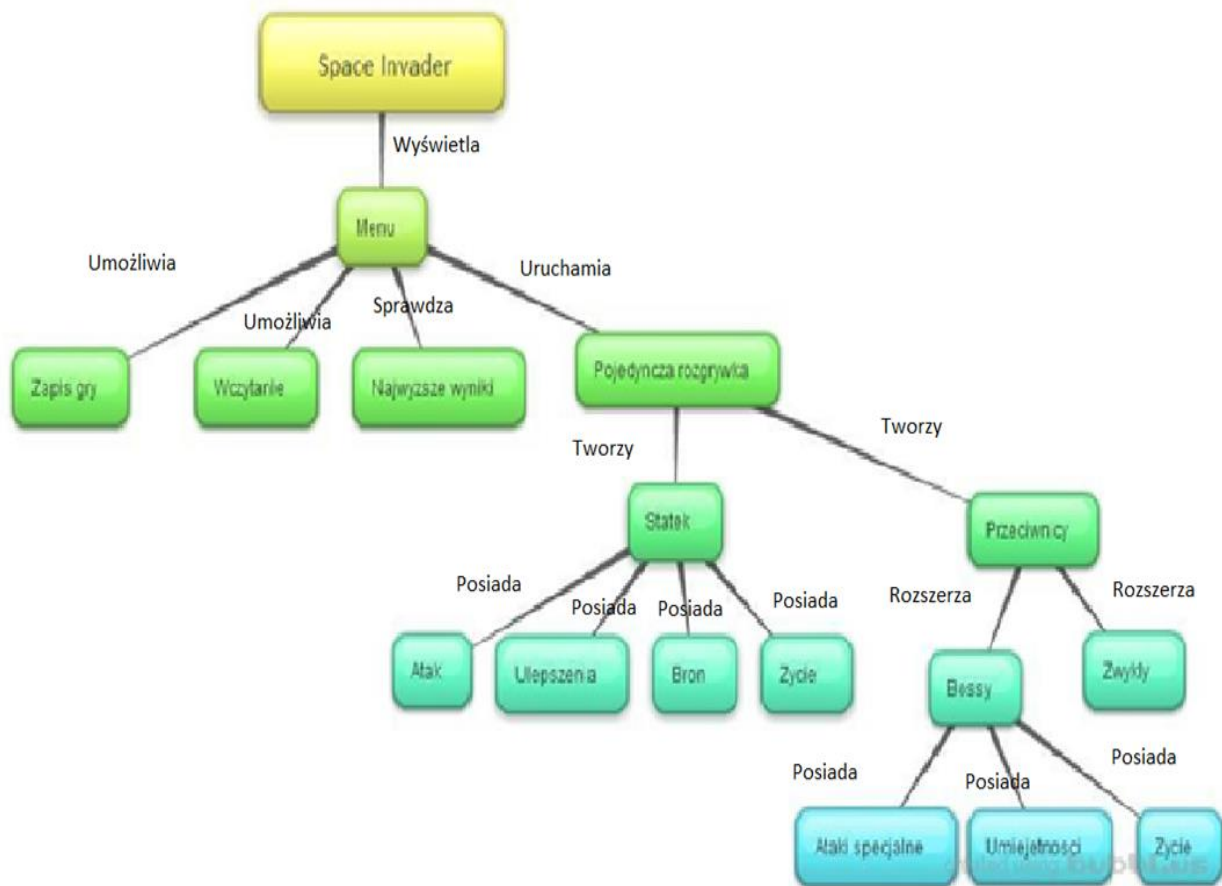 Space Invader
Wyświetla
Menu
Umożliwia
Umożliwia
Sprawdza
Uruchamia
Zapis gry
Wczytanie
Najwyzsze wyniki
Pojedyncza rozgrywka
Tworzy
Tworzy
Statek
Przeciwnicy
Posiada
Posiada
Posiada
Posiada
Rozszerza
Rozszerza
Atak
Ulepszenia
Bron
Zycie
Bossy
Zwykly
Posiada
Posiada
Posiada
Ataki specjalne
Umiejetnosci
Zycie
bubbl.us